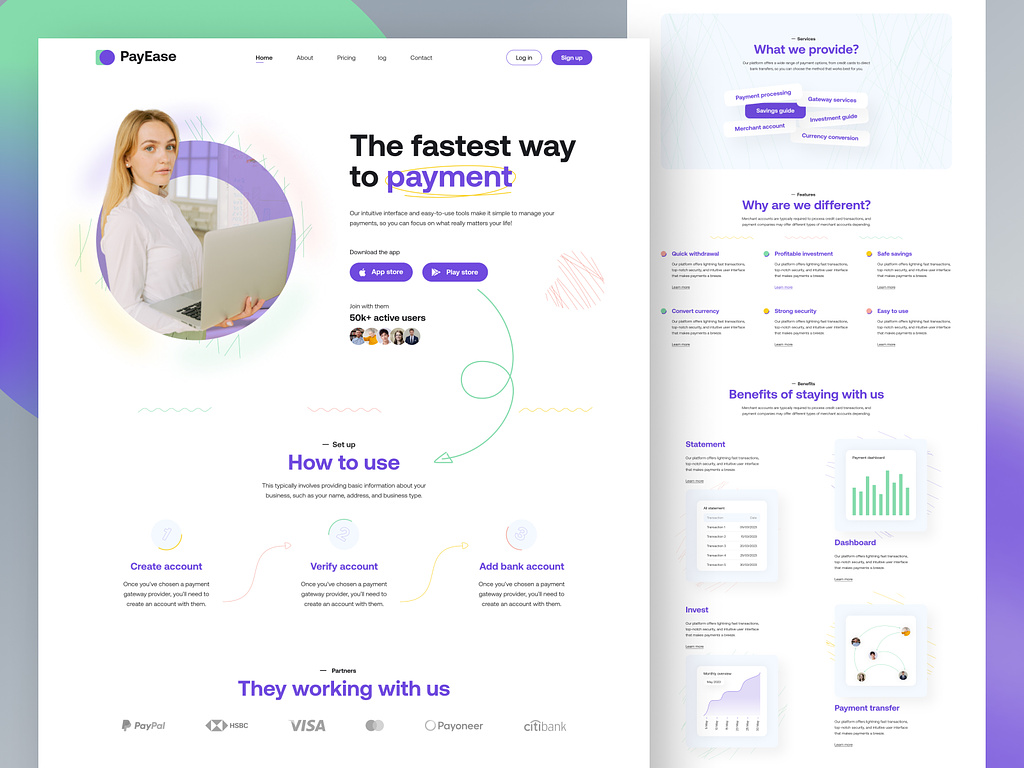 PayEase
Home
About
Pricing
log
Contact
Log in
Sign up
The fastest way
to payment
Our intuitive interface and easy-to-use tools make it simple to manage your
payments, so you can focus on what really matters your life!
Download the app
App store
Play store
Join with them
50k+ active users
Set up
How to use
This typically involves providing basic information about your
business, such as your name, address, and business type.
1
2
3
Create account
Once you've chosen a payment
gateway provider, you'll need to
create an account with them.
Verify account
Once you've chosen a payment
gateway provider, you'll need to
create an account with them.
Add bank account
Once you've chosen a payment
gateway provider, you'll need to
create an account with them.
Partners
They working with us
PayPal
HSBC
VISA
Payoneer
citibank
Services
What we provide?
Our platform offers a wide range of payment options, from credit cards to direct
bank transfers, so you can choose the method that works best for you.
Payment processing
Gateway services
Savings guide
Investment guide
Merchant account
Currency conversion
Features
Why are we different?
Merchant accounts are typically required to process credit card transactions, and
payment companies may offer different types of merchant accounts depending.
Quick withdrawal
Our platform offers lightning fast transactions,
top-notch security, and intuitive user interface
that makes payments a breeze.
Learn more
Profitable investment
Our platform offers lightning fast transactions,
top-notch security, and intuitive user interface
that makes payments a breeze.
Learn more
Safe savings
Our platform offers lightning fast transactions,
top-notch security, and intuitive user interface
that makes payments a breeze.
Learn more
Convert currency
Our platform offers lightning fast transactions,
top-notch security, and intuitive user interface
that makes payments a breeze.
Learn more
Strong security
Our platform offers lightning fast transactions,
top-notch security, and intuitive user interface
that makes payments a breeze.
Learn more
Easy to use
Our platform offers lightning fast transactions,
top-notch security, and intuitive user interface
that makes payments a breeze.
Learn more
Benefits
Benefits of staying with us
Merchant accounts are typically required to process credit card transactions, and
payment companies may offer different types of merchant accounts depending.
Statement
Our platform offers lightning fast transactions,
top-notch security, and intuitive user interface
that makes payments a breeze.
Learn more
All statement
Transaction
Date
Transaction 1
Transaction 2
Transaction 3
Transaction 4
Transaction 5
Payment dashboard
Dashboard
Our platform offers lightning fast transactions,
top-notch security, and intuitive user interface
that makes payments a breeze.
Learn more
Invest
Our platform offers lightning fast transactions,
top-notch security, and intuitive user interface
that makes payments a breeze.
Learn more
Monthly overview
May 2023
Payment transfer
Our platform offers lightning fast transactions,
top-notch security, and intuitive user interface
that makes payments a breeze.
Learn more